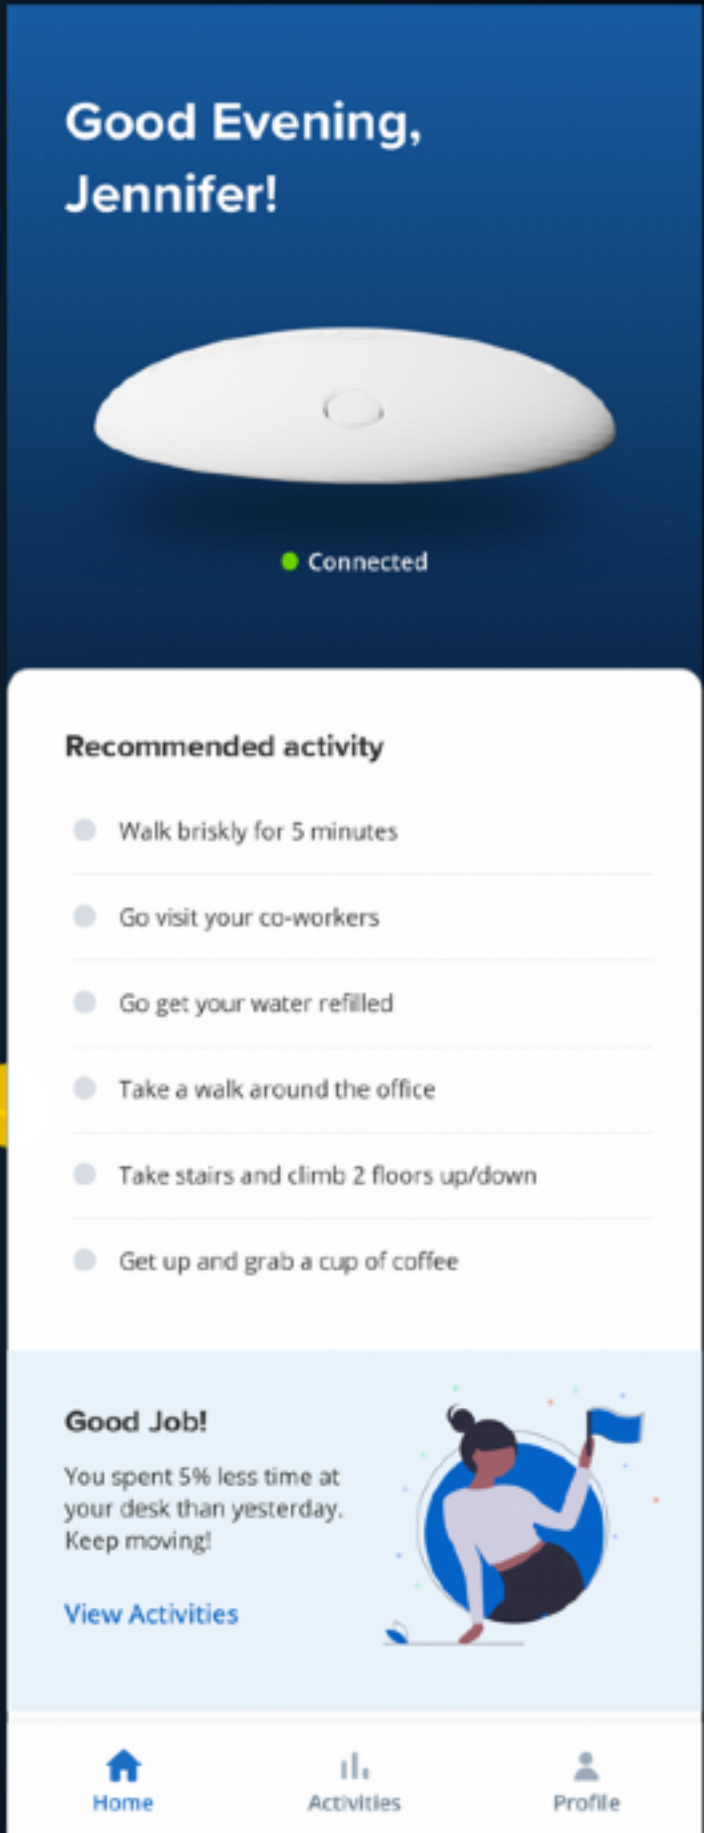 Good Evening,
Jennifer!
Connected
Recommended activity
Walk briskly for 5 minutes
Go visit your co-workers
Go get your water refilled
Take a walk around the office
Take stairs and climb 2 floors up/down
Get up and grab a cup of coffee
Good Job!
You spent 5% less time at
your desk than yesterday.
Keep moving!
View Activities
Home
Activities
Profile